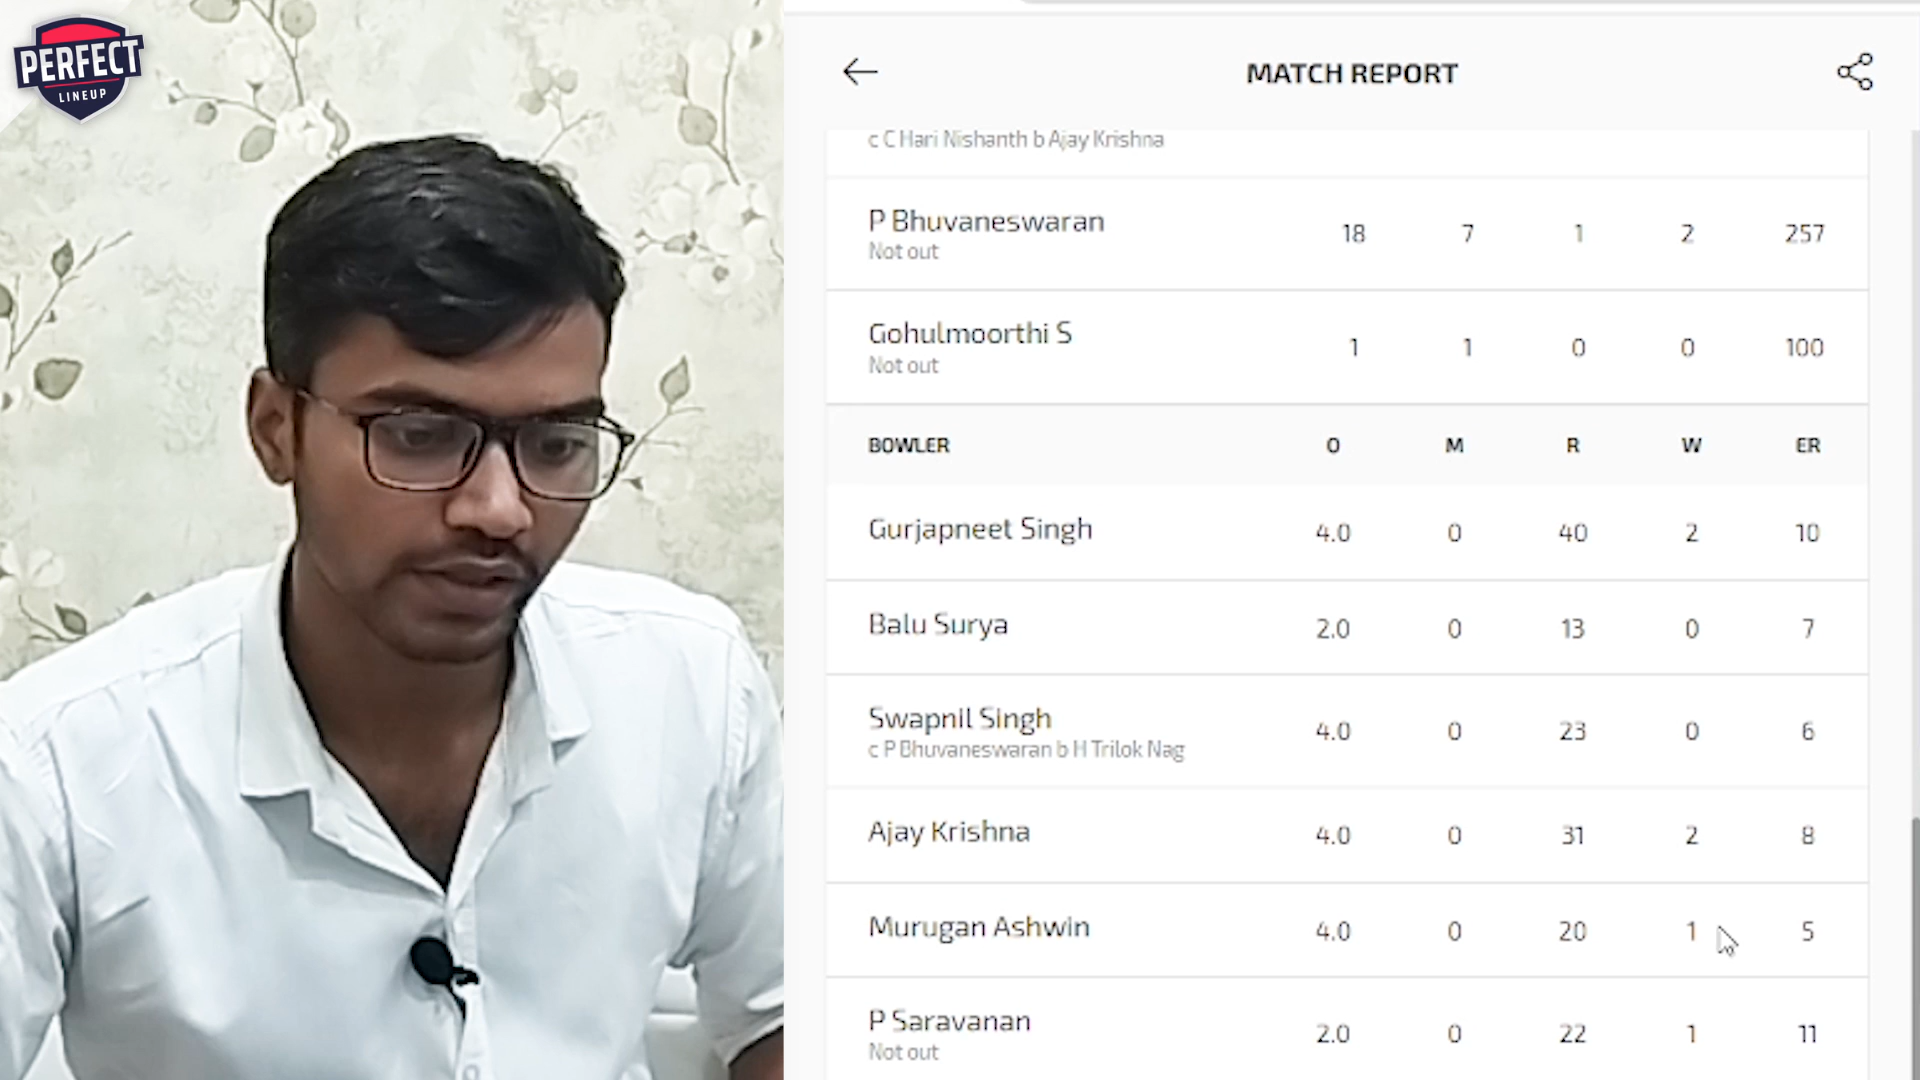 PERFECT
LINEUP
MATCH REPORT
c C Hari Nishanth b Ajay Krishna
P Bhuvaneswaran 18 7 1 2 257
Not out
Gohulmoorthi S 1 1 0 0 100
Not out
BOWLER O M R W ER
Gurjapneet Singh 4.0 0 40 2 10
Balu Surya 2.0 0 13 0 7
Swapnil Singh 4.0 0 23 0 6
c P Bhuvaneswaran b H Trilok Nag
Ajay Krishna 4.0 0 31 2 8
Murugan Ashwin 4.0 0 20 1 5
P Saravanan 2.0 0 22 1 11
Not out